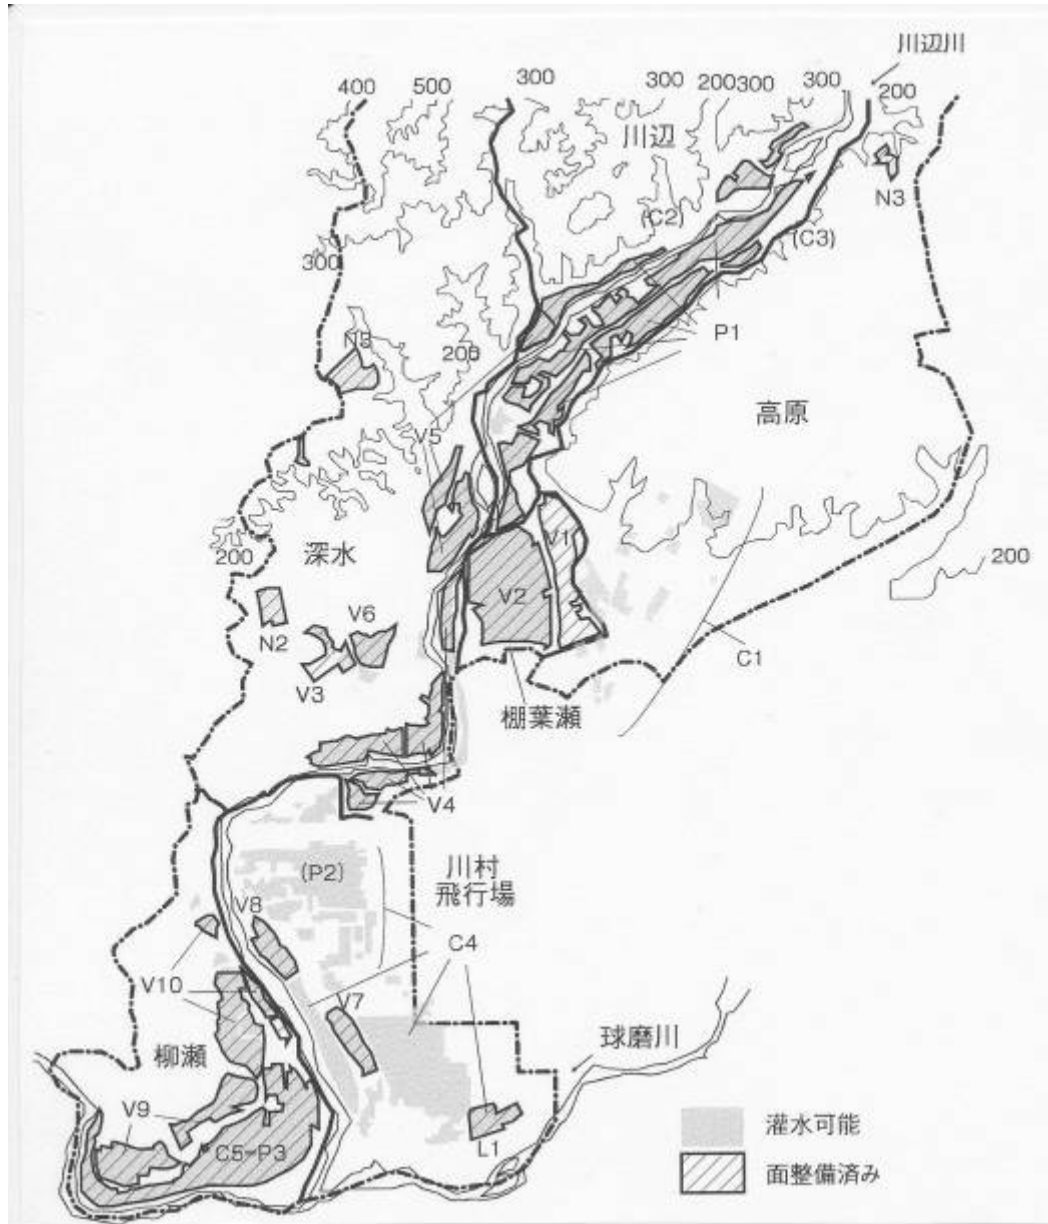 川辺川
400
500
300
300
200
300
300
200
川辺
N3
(C2)
(C3)
300
N3
200
P1
高原
V5
200
深水
V1
200
V2
N2
V6
V3
C1
棚葉瀬
V4
(P2)
川村
飛行場
V8
C4
V10
V7
柳瀬
球磨川
V9
C5-P3
L1
灌水可能
面整備済み